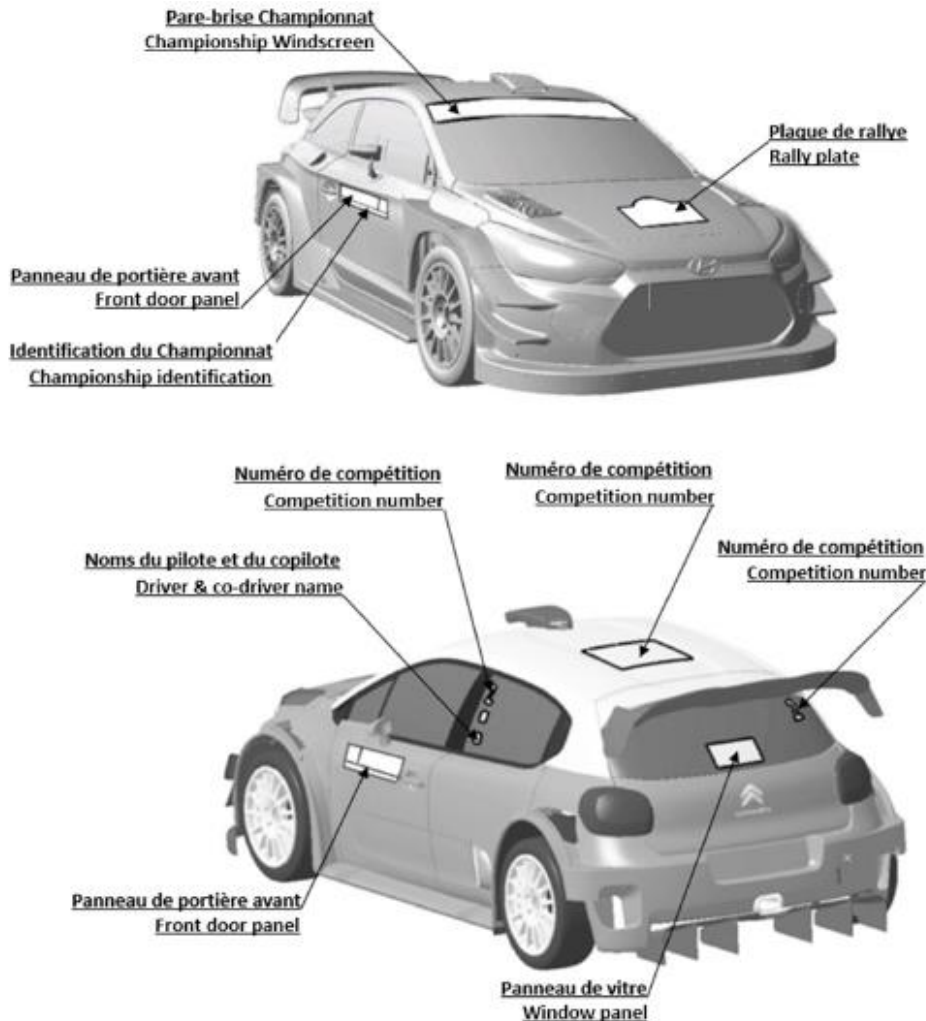 Pare-brise Championnat
Championship Windscreen
Plaque de rallye
Rally plate
Panneau de portière avant
Front door panel
Identification du Championnat
Championship identification
Numéro de compétition
Competition number
Numéro de compétition
Competition number
Numéro de compétition
Competition number
Noms du pilote et du copilote
Driver & co-driver name
Panneau de portière avant
Front door panel
Panneau de vitre
Window panel